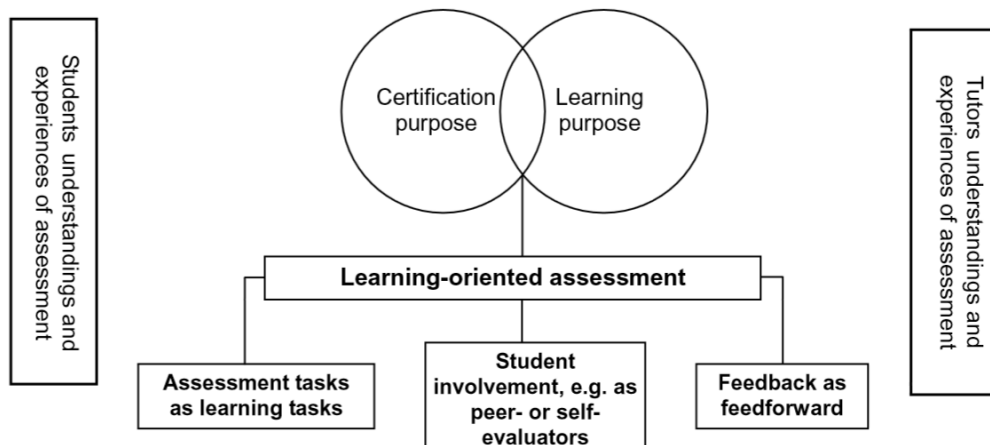 Students understandings and
experiences of assessment
Certification
purpose
Learning
purpose
Tutors understandings and
experiences of assessment
Learning-oriented assessment
Assessment tasks
as learning tasks
Student
involvement, e.g. as
peer- or self-
evaluators
Feedback as
feedforward